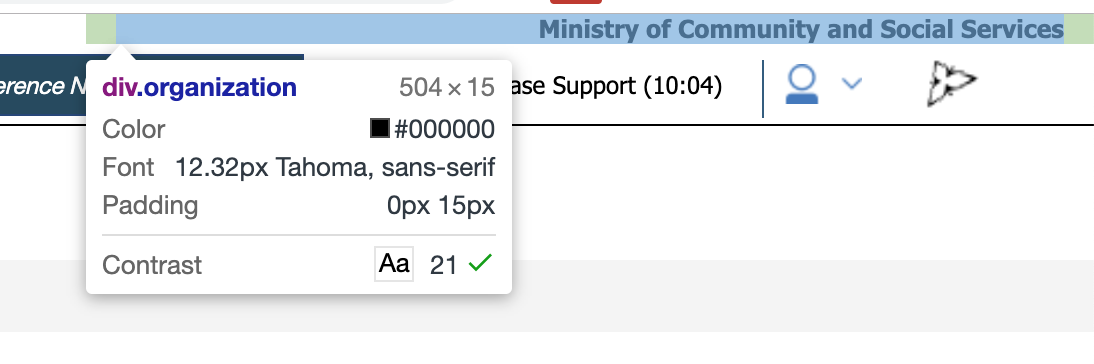 Ministry of Community and Social Services
erence N
ase Support (10:04)
div.organization 504 × 15
Color #000000
Font 12.32px Tahoma, sans-serif
Padding 0px 15px
Contrast Aa 21